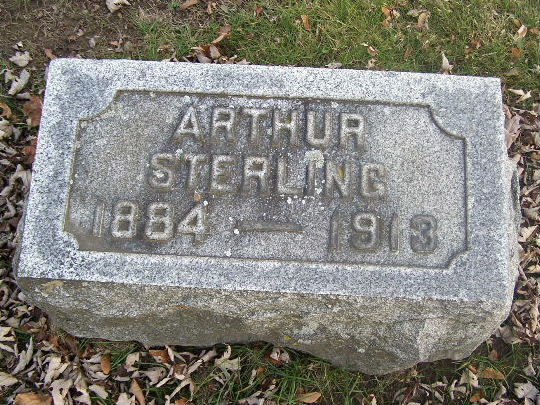 ARTHUR
STERLING
1884 — 1913